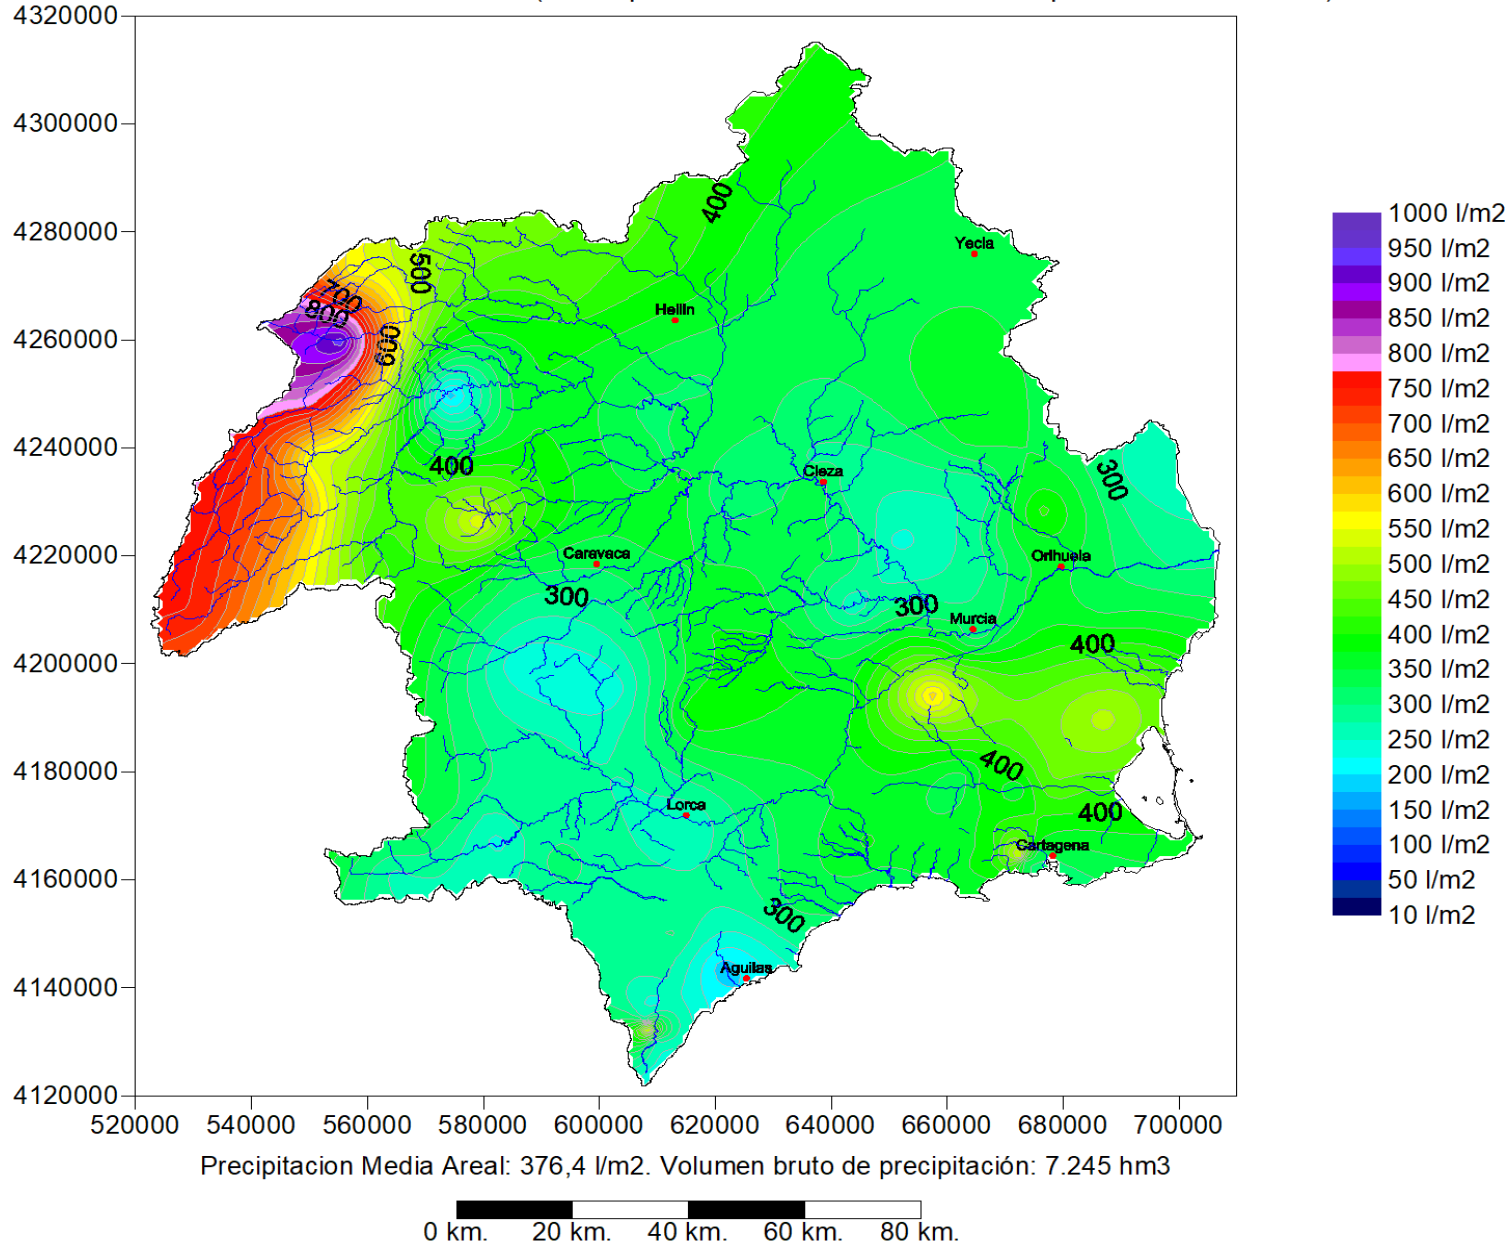 4320000
4300000
4280000
4260000
4240000
4220000
4200000
4180000
4160000
4140000
4120000
520000 540000 560000 580000 600000 620000 640000 660000 680000 700000
400
Yecla
500
700
800
600
Hellin
400
Cieza
300
Caravaca
Orihuela
300
300
Murcia
400
400
Lorca
400
Cartagena
300
Aguilas
1000 l/m2
950 l/m2
900 l/m2
850 l/m2
800 l/m2
750 l/m2
700 l/m2
650 l/m2
600 l/m2
550 l/m2
500 l/m2
450 l/m2
400 l/m2
350 l/m2
300 l/m2
250 l/m2
200 l/m2
150 l/m2
100 l/m2
50 l/m2
10 l/m2
Precipitacion Media Areal: 376,4 l/m2. Volumen bruto de precipitación: 7.245 hm3
0 km. 20 km. 40 km. 60 km. 80 km.